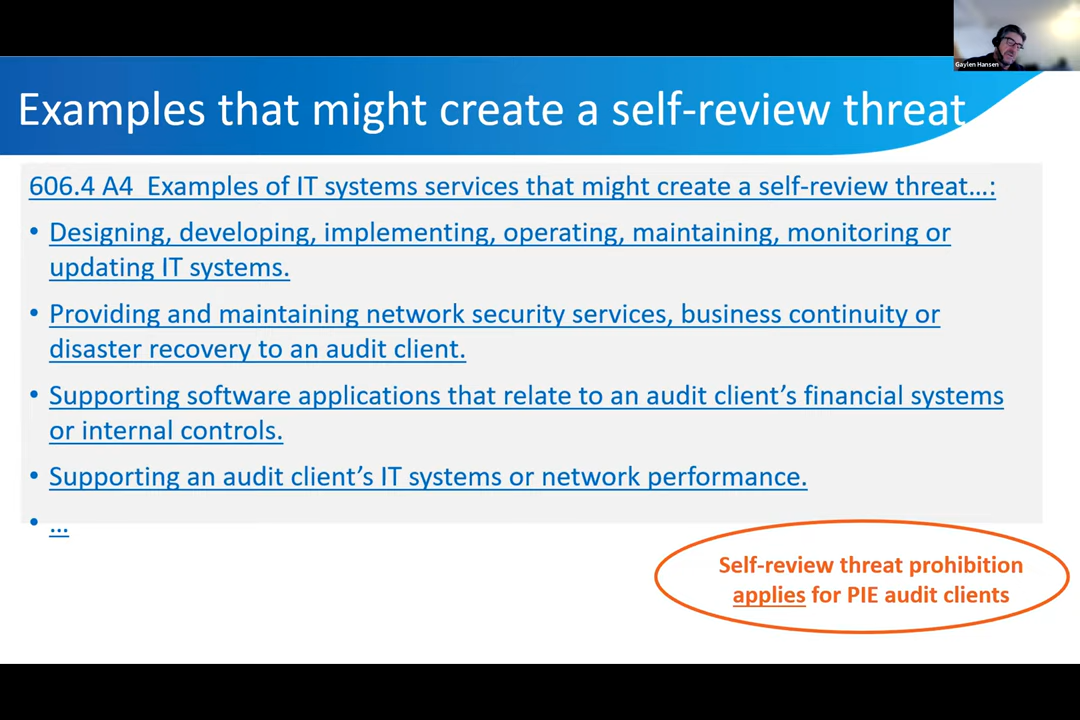 Gaylen Hansen
Examples that might create a self-review threat
606.4 A4  Examples of IT systems services that might create a self-review threat…:
• Designing, developing, implementing, operating, maintaining, monitoring or
updating IT systems.
• Providing and maintaining network security services, business continuity or
disaster recovery to an audit client.
• Supporting software applications that relate to an audit client’s financial systems
or internal controls.
• Supporting an audit client’s IT systems or network performance.
• …
Self-review threat prohibition
applies for PIE audit clients